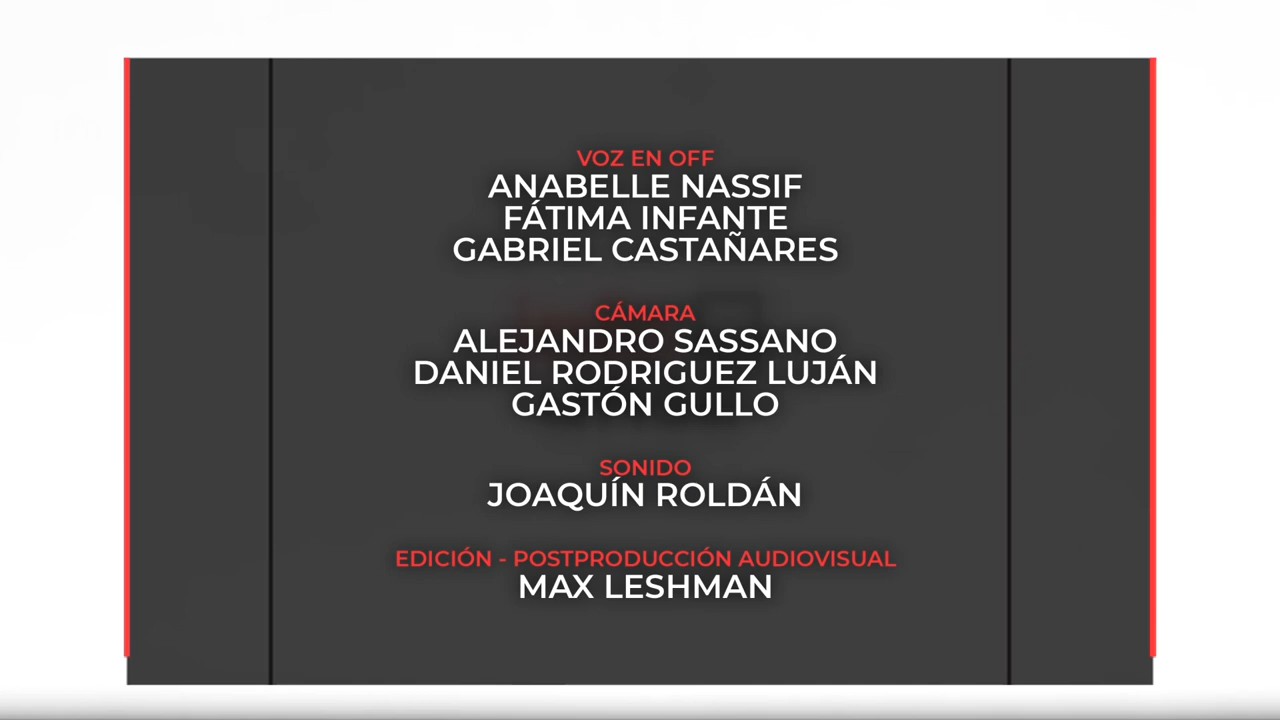 VOZ EN OFF
ANABELLE NASSIF
FÁTIMA INFANTE
GABRIEL CASTAÑARES
CÁMARA
ALEJANDRO SASSANO
DANIEL RODRIGUEZ LUJÁN
GASTÓN GULLO
SONIDO
JOAQUÍN ROLDÁN
EDICIÓN - POSTPRODUCCIÓN AUDIOVISUAL
MAX LESHMAN